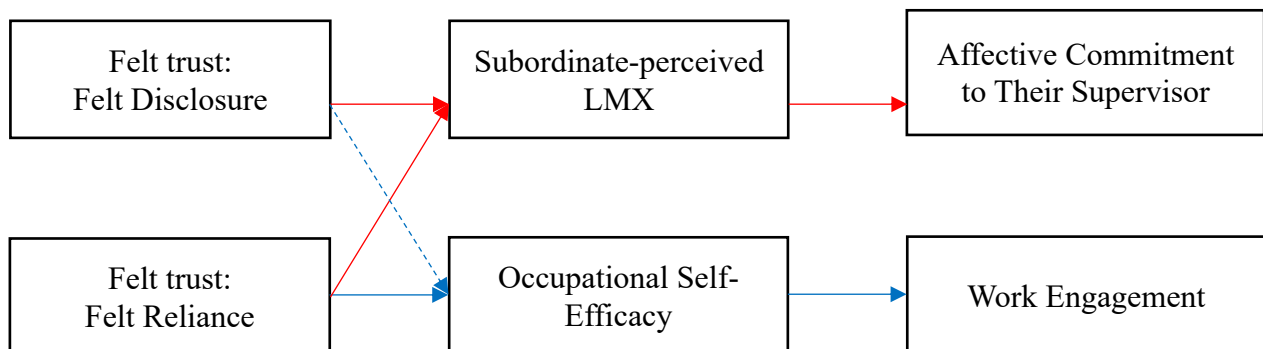 Felt trust:
Felt Disclosure
Subordinate-perceived
LMX
Affective Commitment
to Their Supervisor
Felt trust:
Felt Reliance
Occupational Self-
Efficacy
Work Engagement